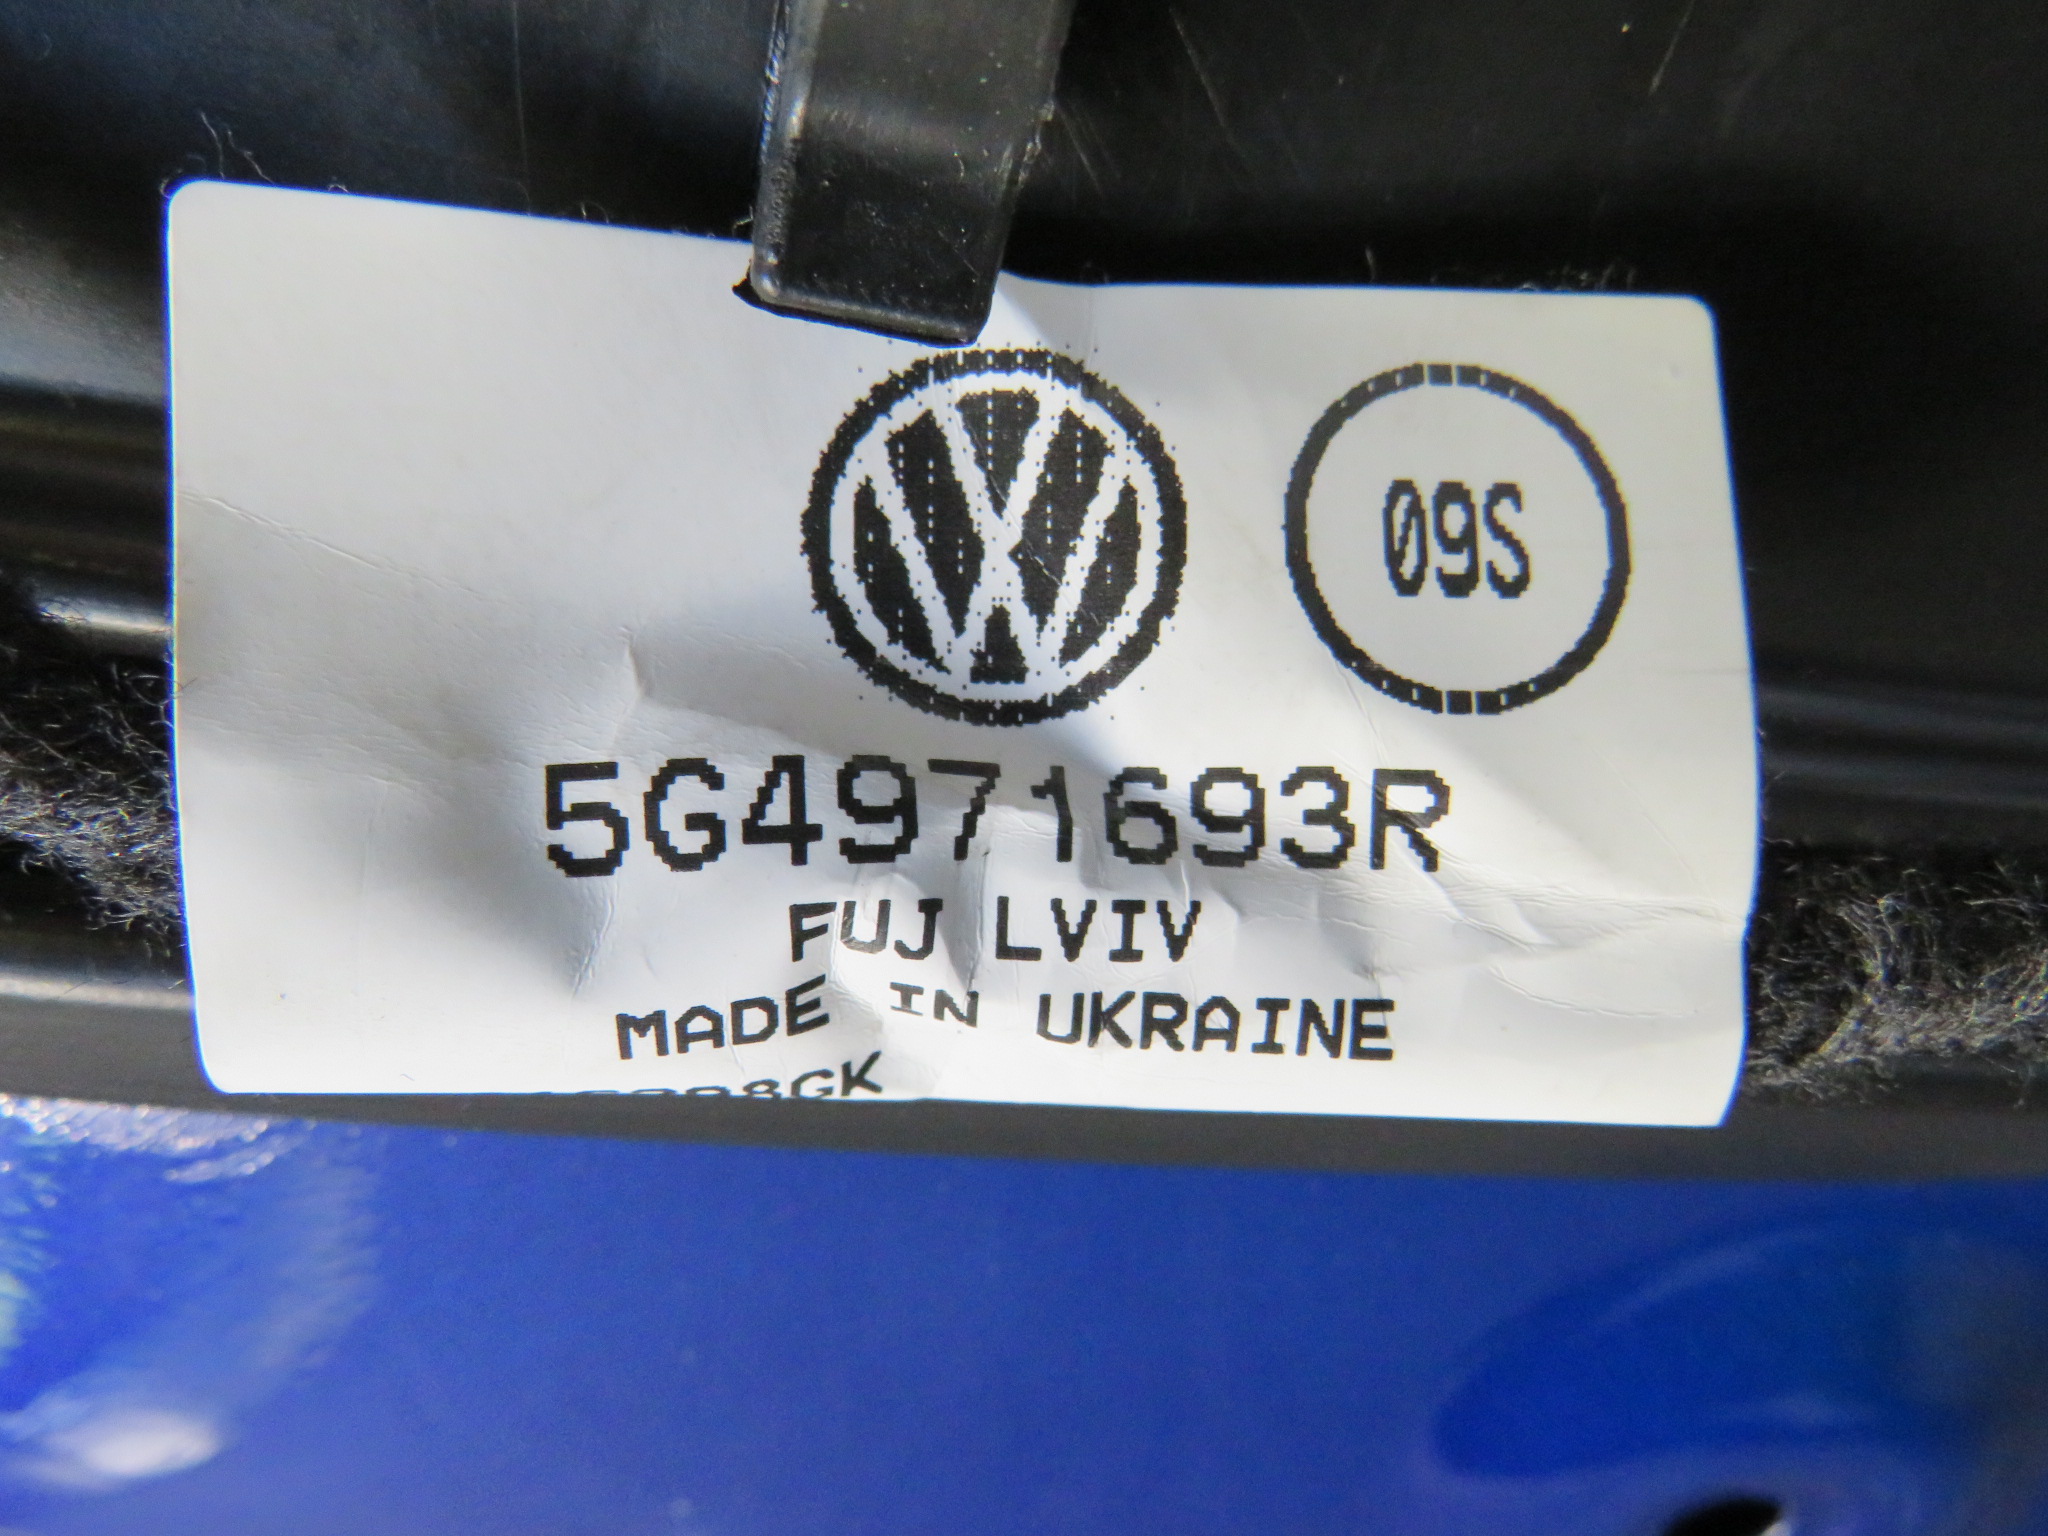 09S
5G4971693R
FUJ LVIV
MADE IN UKRAINE